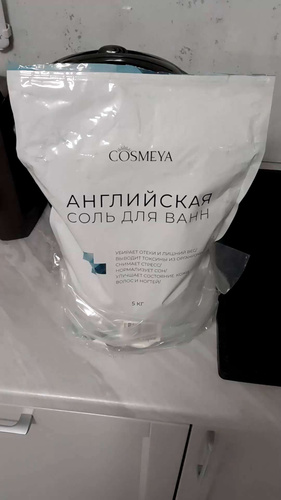 COSMEYA
АНГЛИЙСКАЯ
СОЛЬ ДЛЯ ВАНН
УБИРАЕТ ОТЕКИ И ЛИШНИЙ ВЕС
ВЫВОДИТ ТОКСИНЫ ИЗ
СНИМАЕТ СТРЕСС
НОРМАЛИЗУЕТ СОН
УЛУЧШАЕТ СОСТОЯНИЕ
ВОЛОС И НОГТЕЙ
5 КГ